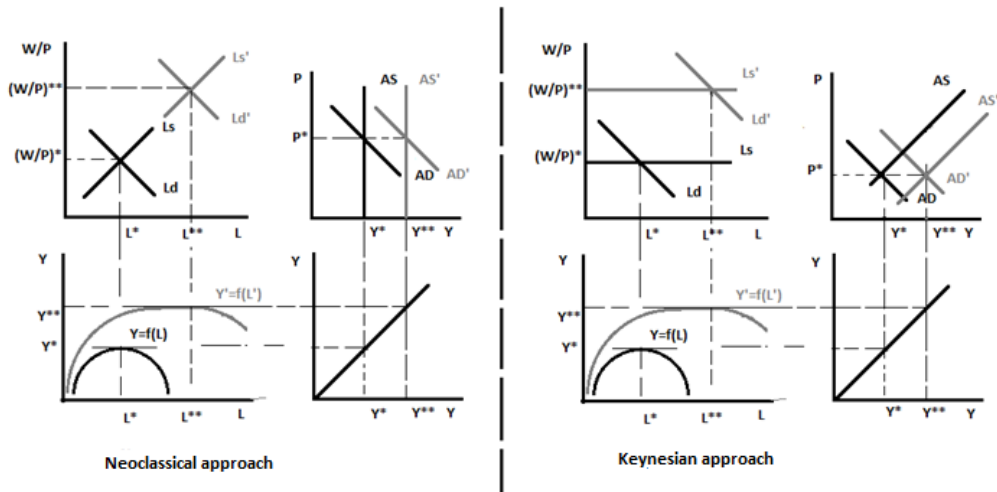 W/P
(W/P)**
(W/P)*
Ls'
Ld'
Ls
Ld
L* L** L
P
P*
AS AS'
AD
AD'
Y* Y** Y
Y
Y**
Y*
Y'=f(L')
Y=f(L)
L* L** L
Y
Y* Y** Y
Neoclassical approach
W/P
(W/P)**
(W/P)*
Ls'
Ld'
Ls
Ld
L* L** L
P
P*
AS
AS'
AD'
AD
Y* Y** Y
Y
Y**
Y*
Y'=f(L')
Y=f(L)
L* L** L
Y
Y* Y** Y
Keynesian approach